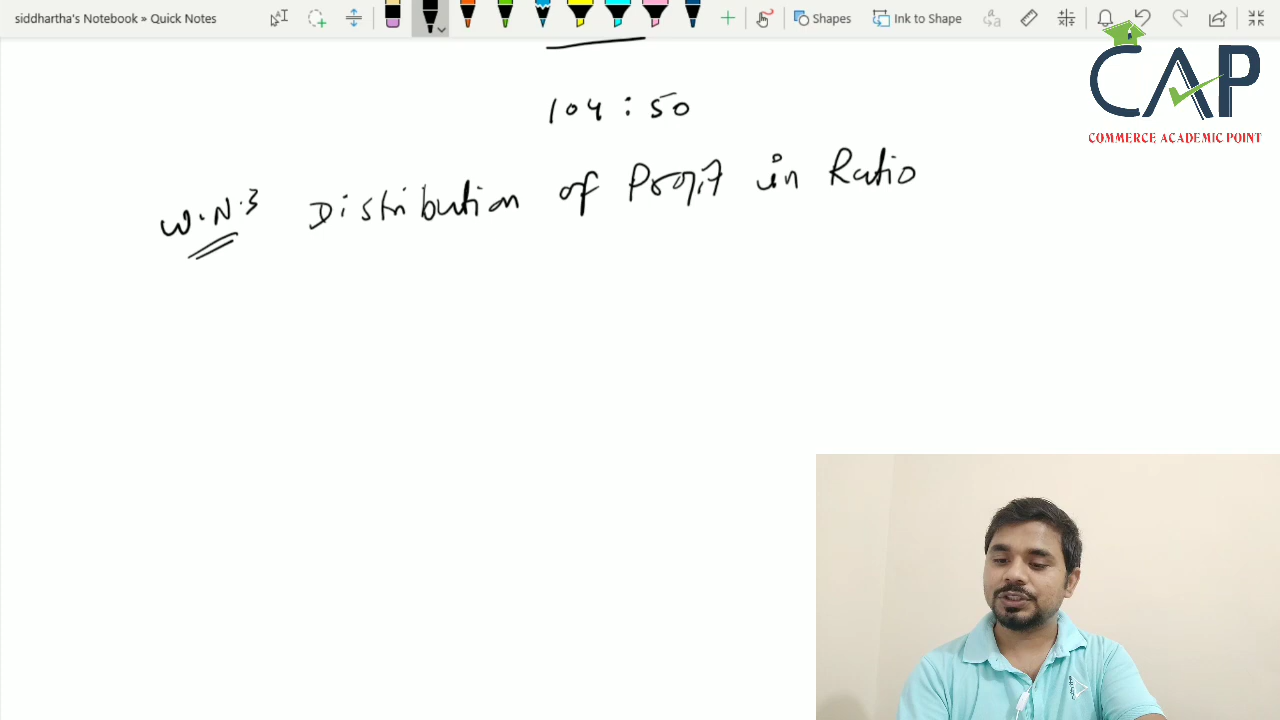 siddhartha's Notebook » Quick Notes
Shapes
Ink to Shape
CAP
COMMERCE ACADEMIC POINT
104 : 50
W.N.3 Distribution of Profit in Ratio